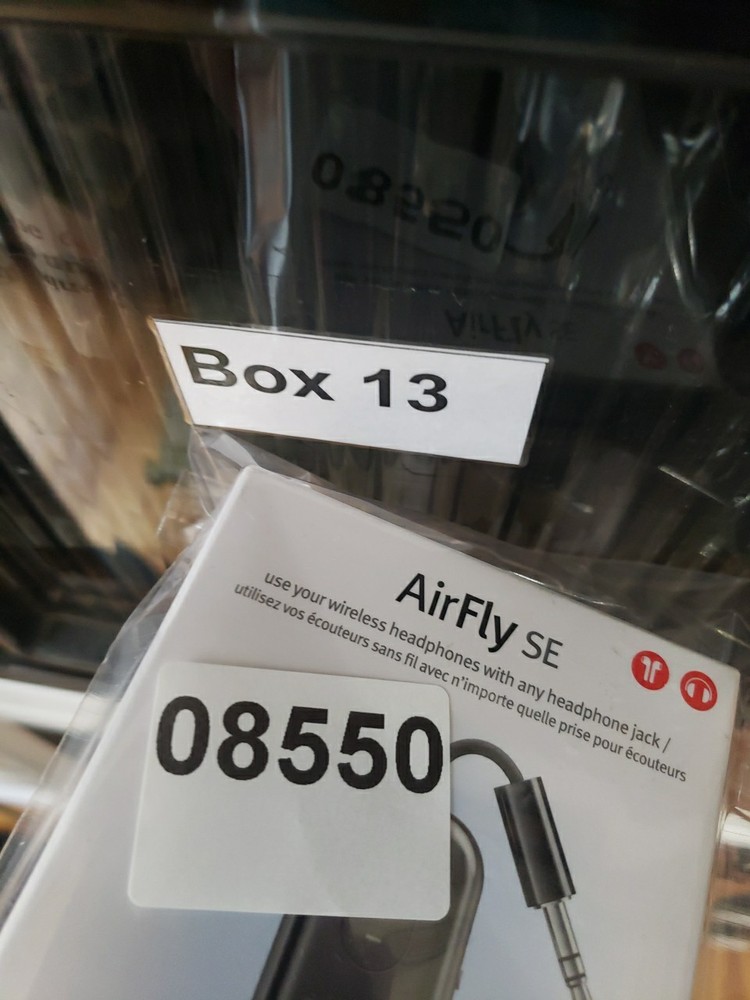 Box 13
AirFly SE
use your wireless headphones with any headphone jack /
utilisez vos écouteurs sans fil avec n'importe quelle prise pour écouteurs
08550